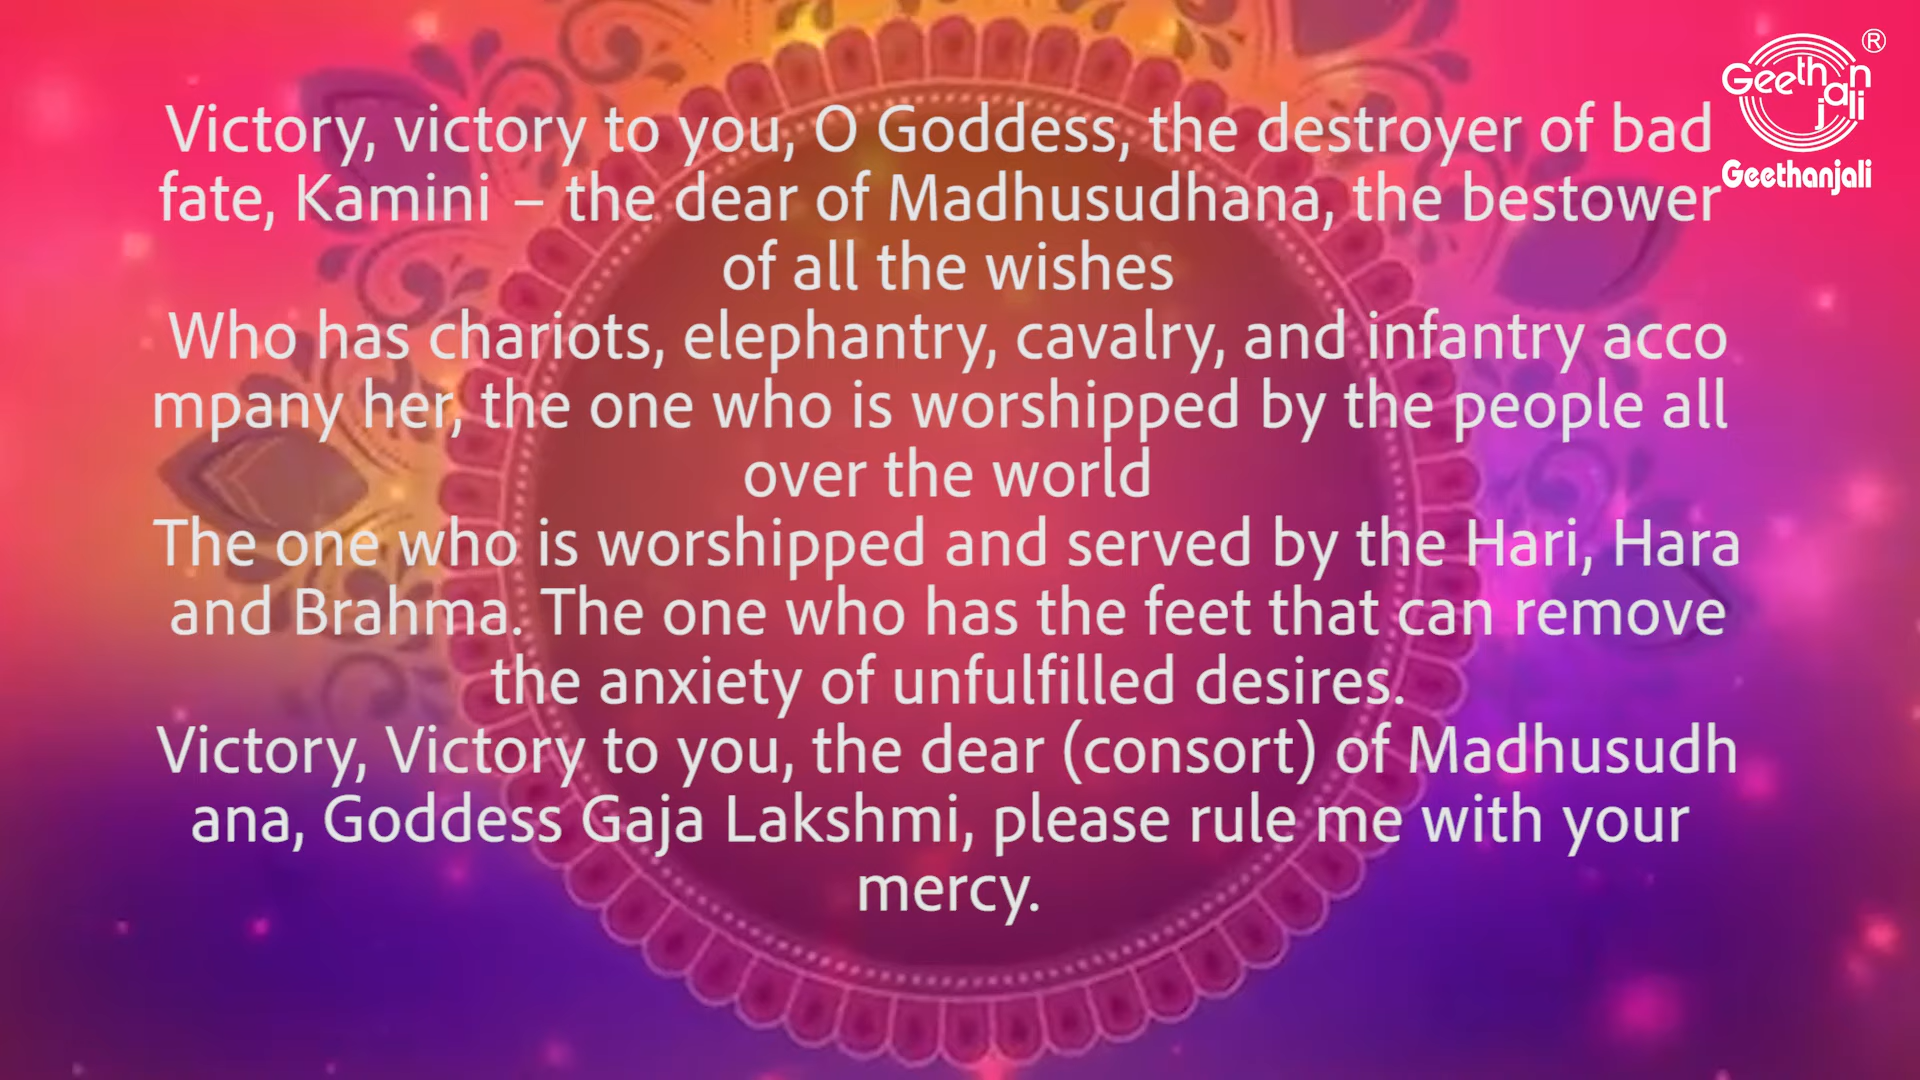 Victory, victory to you, O Goddess, the destroyer of bad
fate, Kamini – the dear of Madhusudhana, the bestower
of all the wishes
Who has chariots, elephantry, cavalry, and infantry acco
mpany her, the one who is worshipped by the people all
over the world
The one who is worshipped and served by the Hari, Hara
and Brahma. The one who has the feet that can remove
the anxiety of unfulfilled desires.
Victory, Victory to you, the dear (consort) of Madhusudh
ana, Goddess Gaja Lakshmi, please rule me with your
mercy.
Geethanjali ®
Geethanjali